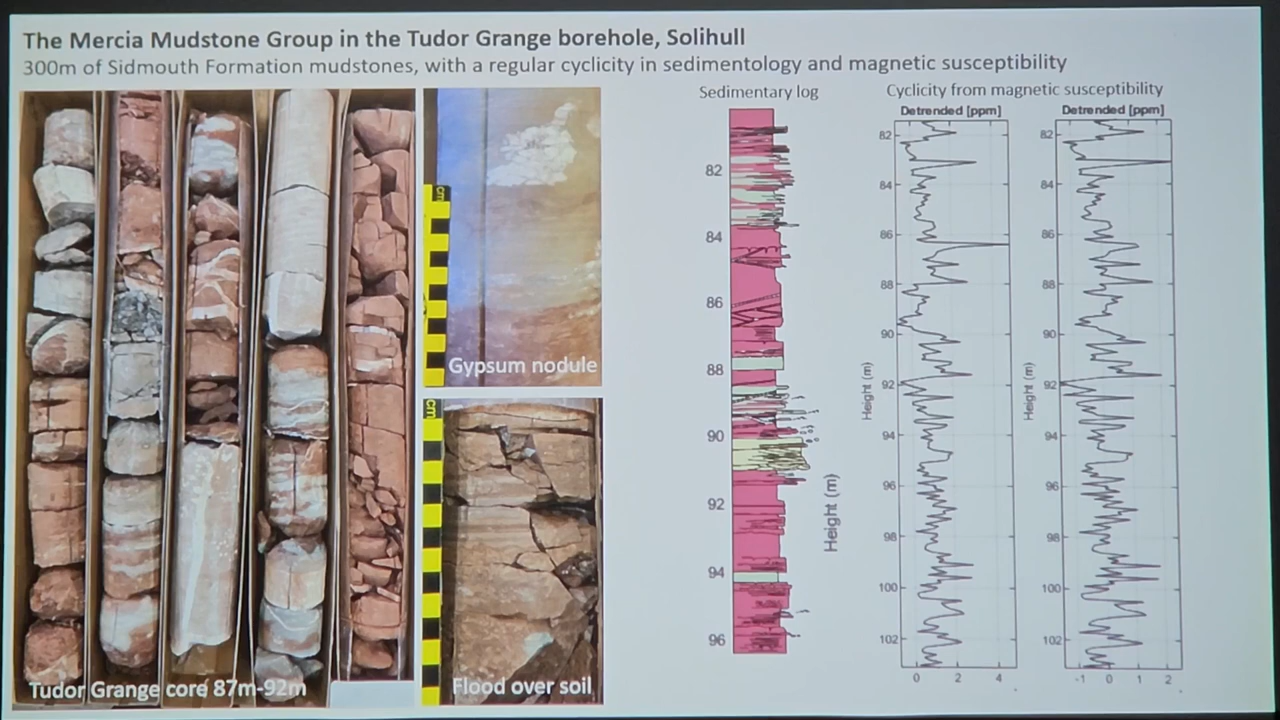 The Mercia Mudstone Group in the Tudor Grange borehole, Solihull
300m of Sidmouth Formation mudstones, with a regular cyclicity in sedimentology and magnetic susceptibility
cm
Gypsum nodule
cm
Flood over soil
Tudor Grange core 87m-92m
Sedimentary log
82
84
86
88
90
92
94
96
Height (m)
Cyclicity from magnetic susceptibility
Detrended [ppm]
82
84
86
88
90
92
94
96
98
100
102
Height (m)
0 2 4
Detrended [ppm]
82
84
86
88
90
92
94
96
98
100
102
Height (m)
-1 0 1 2